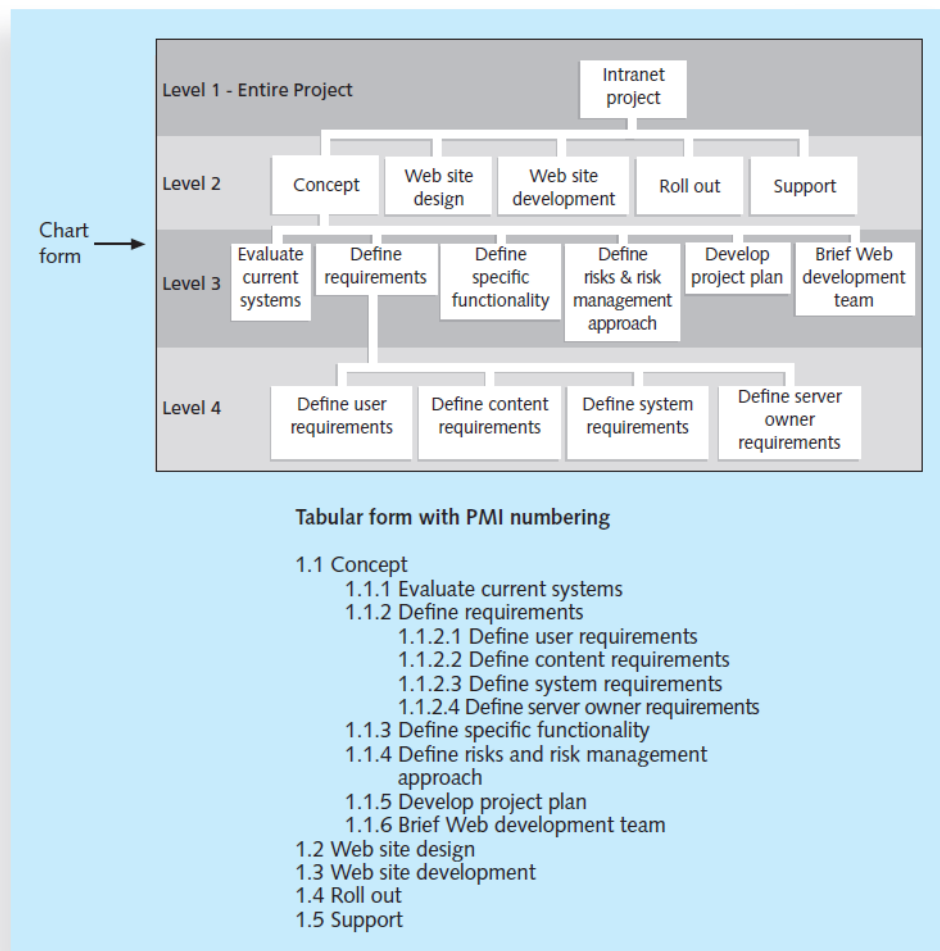 Level 1 - Entire Project
Intranet
project
Level 2
Concept
Web site
design
Web site
development
Roll out
Support
Chart
form
Level 3
Evaluate
current
systems
Define
requirements
Define
specific
functionality
Define
risks & risk
management
approach
Develop
project plan
Brief Web
development
team
Level 4
Define user
requirements
Define content
requirements
Define system
requirements
Define server
owner
requirements
Tabular form with PMI numbering
1.1 Concept
1.1.1 Evaluate current systems
1.1.2 Define requirements
1.1.2.1 Define user requirements
1.1.2.2 Define content requirements
1.1.2.3 Define system requirements
1.1.2.4 Define server owner requirements
1.1.3 Define specific functionality
1.1.4 Define risks and risk management
approach
1.1.5 Develop project plan
1.1.6 Brief Web development team
1.2 Web site design
1.3 Web site development
1.4 Roll out
1.5 Support